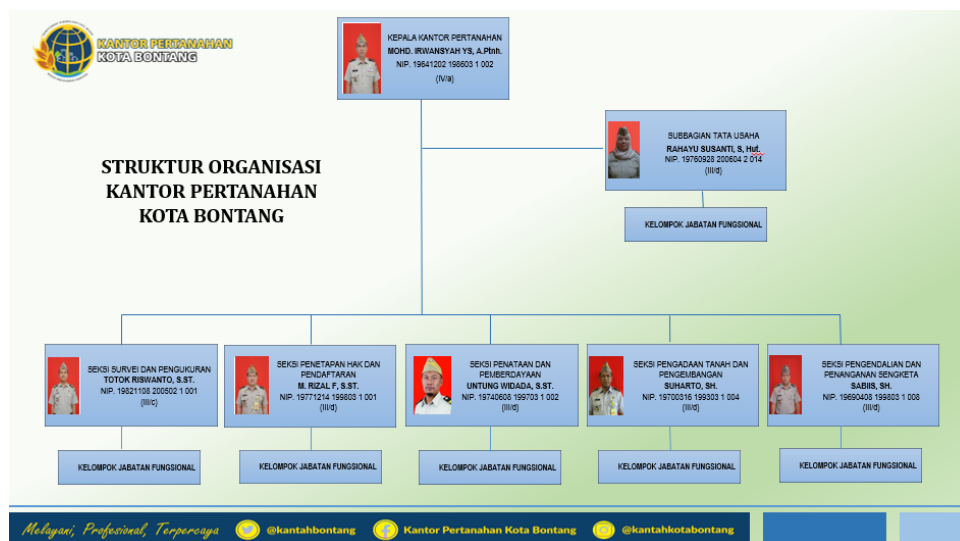 KANTOR PERTANAHAN
KOTA BONTANG
KEPALA KANTOR PERTANAHAN
MOHD. IRWANSYAH YS, A.Ptnh.
NIP. 19641202 198603 1 002
(IV/a)
SUBBAGIAN TATA USAHA
RAHAYU SUSANTI, S, Hut.
NIP. 19760928 200604 2 014
(III/d)
KELOMPOK JABATAN FUNGSIONAL
STRUKTUR ORGANISASI
KANTOR PERTANAHAN
KOTA BONTANG
SEKSI SURVEI DAN PENGUKURAN
TOTOK RISWANTO, S.ST.
NIP. 19821108 200502 1 001
(III/c)
KELOMPOK JABATAN FUNGSIONAL
SEKSI PENETAPAN HAK DAN
PENDAFTARAN
M. RIZAL F, S.ST.
NIP. 19771214 199803 1 001
(III/d)
KELOMPOK JABATAN FUNGSIONAL
SEKSI PENATAAN DAN
PEMBERDAYAAN
UNTUNG WIDADA, S.ST.
NIP. 19740608 199703 1 002
(III/d)
KELOMPOK JABATAN FUNGSIONAL
SEKSI PENGADAAN TANAH DAN
PENGEMBANGAN
SUHARTO, SH.
NIP. 19700316 199303 1 004
(III/d)
KELOMPOK JABATAN FUNGSIONAL
SEKSI PENGENDALIAN DAN
PENANGANAN SENGKETA
SABIIS, SH.
NIP. 19690408 199803 1 008
(III/d)
KELOMPOK JABATAN FUNGSIONAL
Melayani, Profesional, Terpercaya
@kantahbontang
Kantor Pertanahan Kota Bontang
@kantahkotabontang